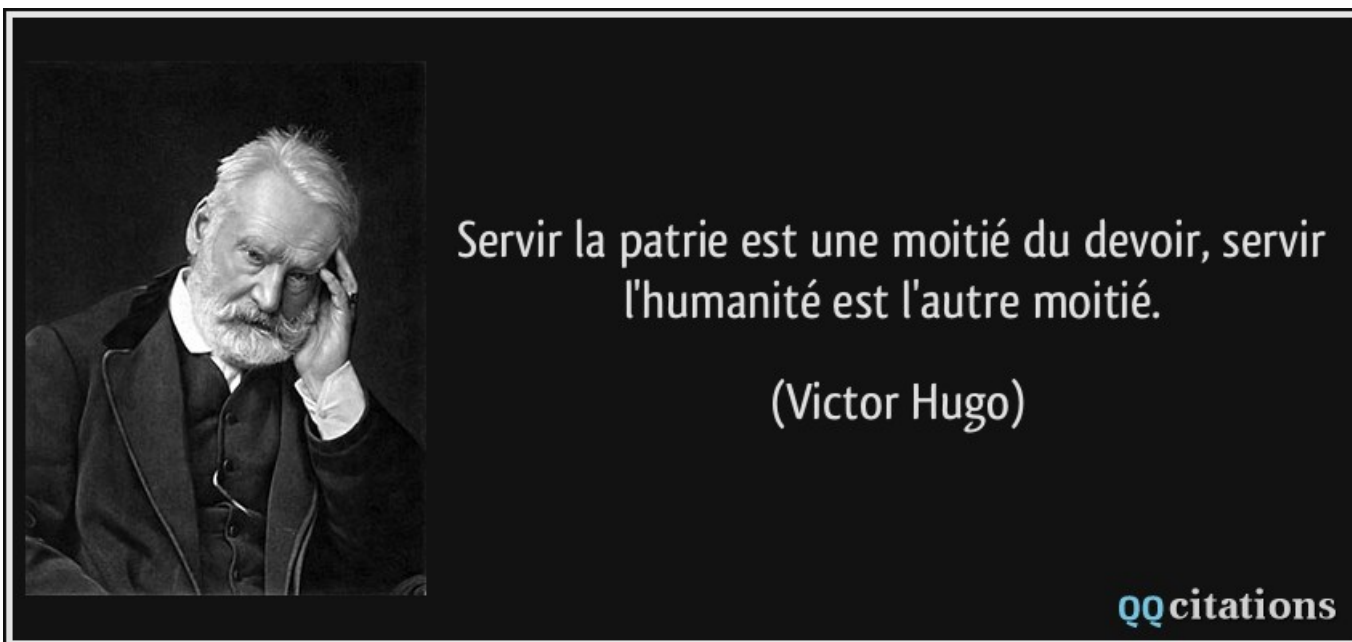 Servir la patrie est une moitié du devoir, servir
l'humanité est l'autre moitié.
(Victor Hugo)
QQcitations